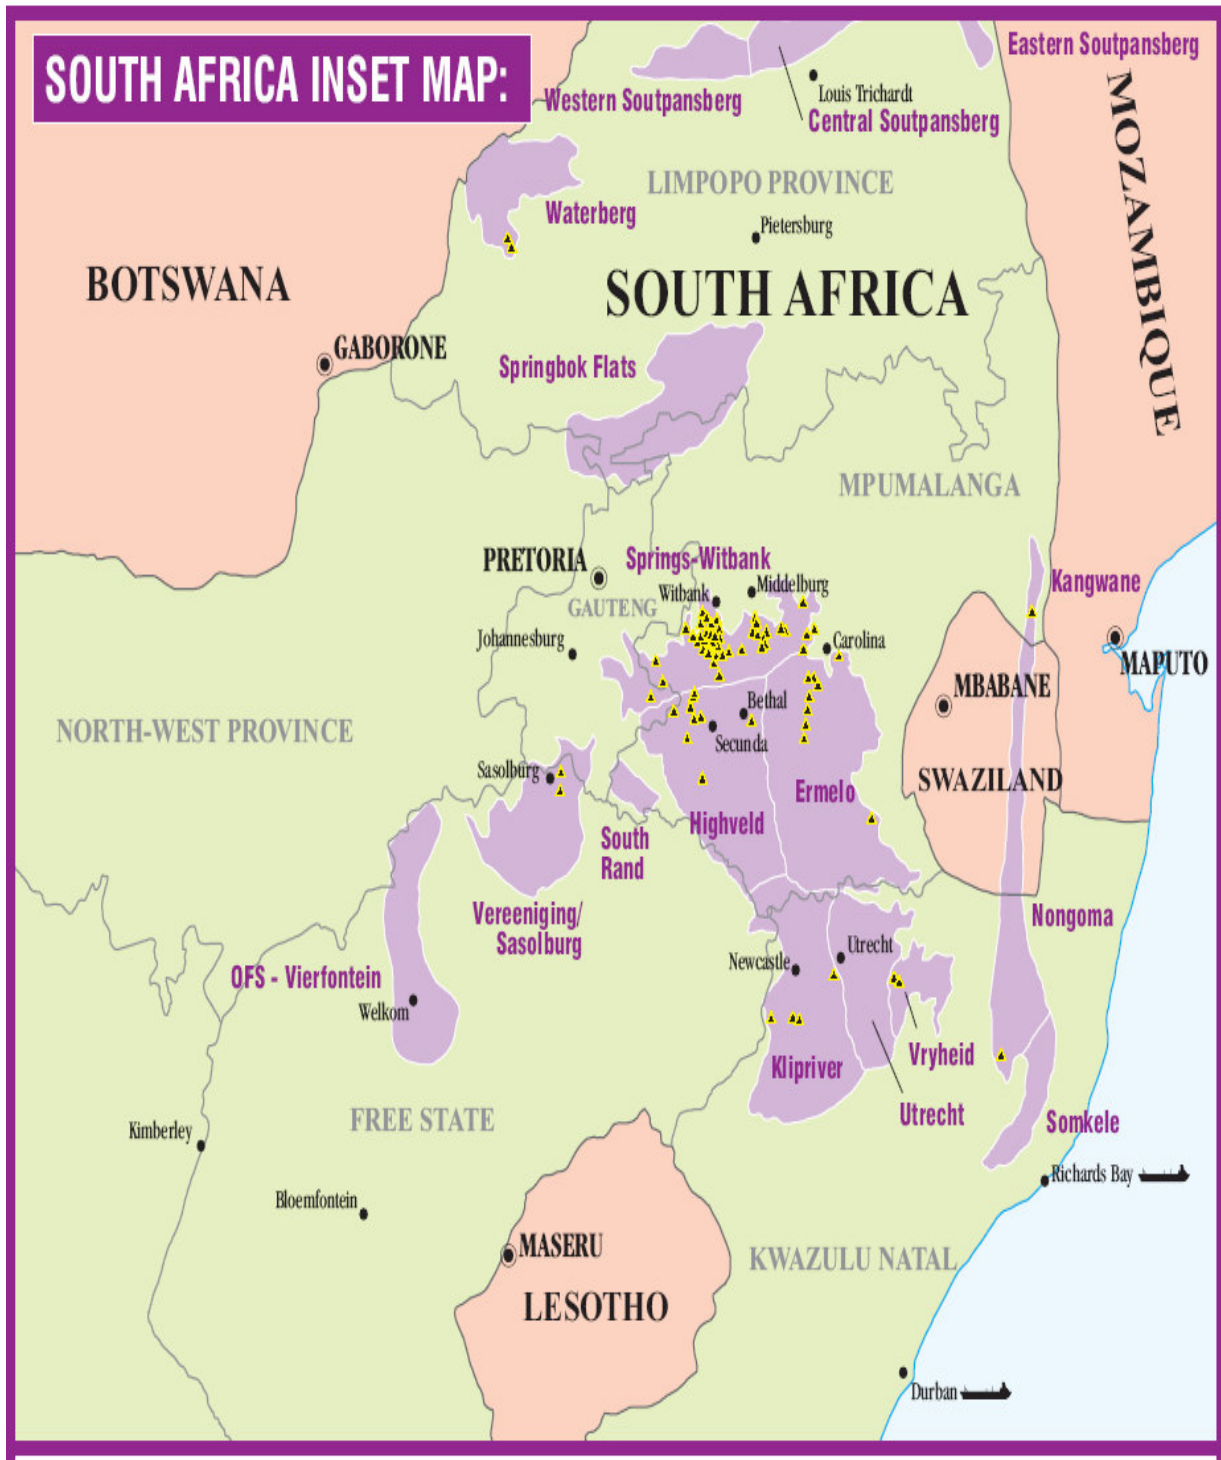 SOUTH AFRICA INSET MAP:
Eastern Soutpansberg
Western Soutpansberg
Louis Trichardt
Central Soutpansberg
MOZAMBIQUE
LIMPOPO PROVINCE
Waterberg
Pietersburg
BOTSWANA
SOUTH AFRICA
GABORONE
Springbok Flats
MPUMALANGA
PRETORIA
Springs-Witbank
Witbank
Middelburg
Kangwane
GAUTENG
Johannesburg
Carolina
MAPUTO
MBABANE
Bethal
NORTH-WEST PROVINCE
Secunda
Sasolburg
SWAZILAND
Ermelo
Highveld
South
Rand
Vereeniging/
Sasolburg
Nongoma
Utrecht
Newcastle
OFS - Vierfontein
Welkom
Vryheid
Klipriver
Utrecht
FREE STATE
Somkele
Kimberley
Richards Bay
Bloemfontein
MASERU
KWAZULU NATAL
LESOTHO
Durban